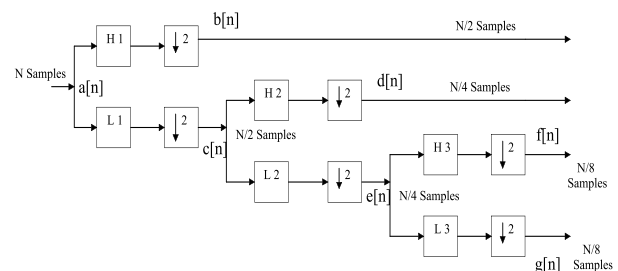 b[n]
H 1
2
N/2 Samples
N Samples
a[n]
d[n]
H 2
2
N/4 Samples
L 1
2
N/2 Samples
c[n]
f[n]
H 3
2
L 2
2
e[n]
N/4 Samples
N/8
Samples
L 3
2
N/8
Samples
g[n]